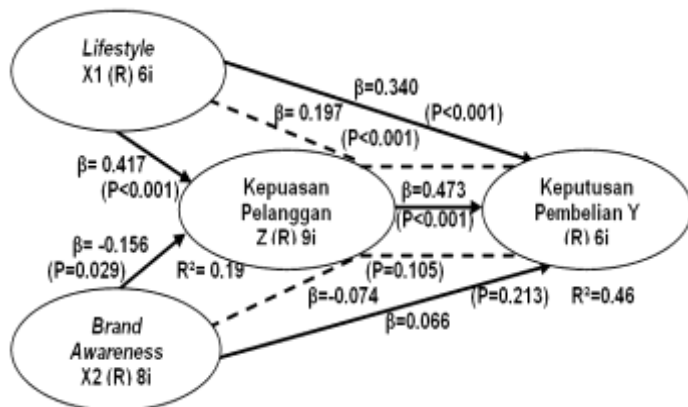 Lifestyle
X1 (R) 6i
β=0.340
(P<0.001)
β= 0.197
(P<0.001)
β= 0.417
(P<0.001)
Kepuasan
Pelanggan
Z (R) 9i
β=0.473
(P<0.001)
Keputusan
Pembelian Y
(R) 6i
β= -0.156
(P=0.029)
R²= 0.19
(P=0.105)
β=-0.074
(P=0.213)
β=0.066
R²=0.46
Brand
Awareness
X2 (R) 8i